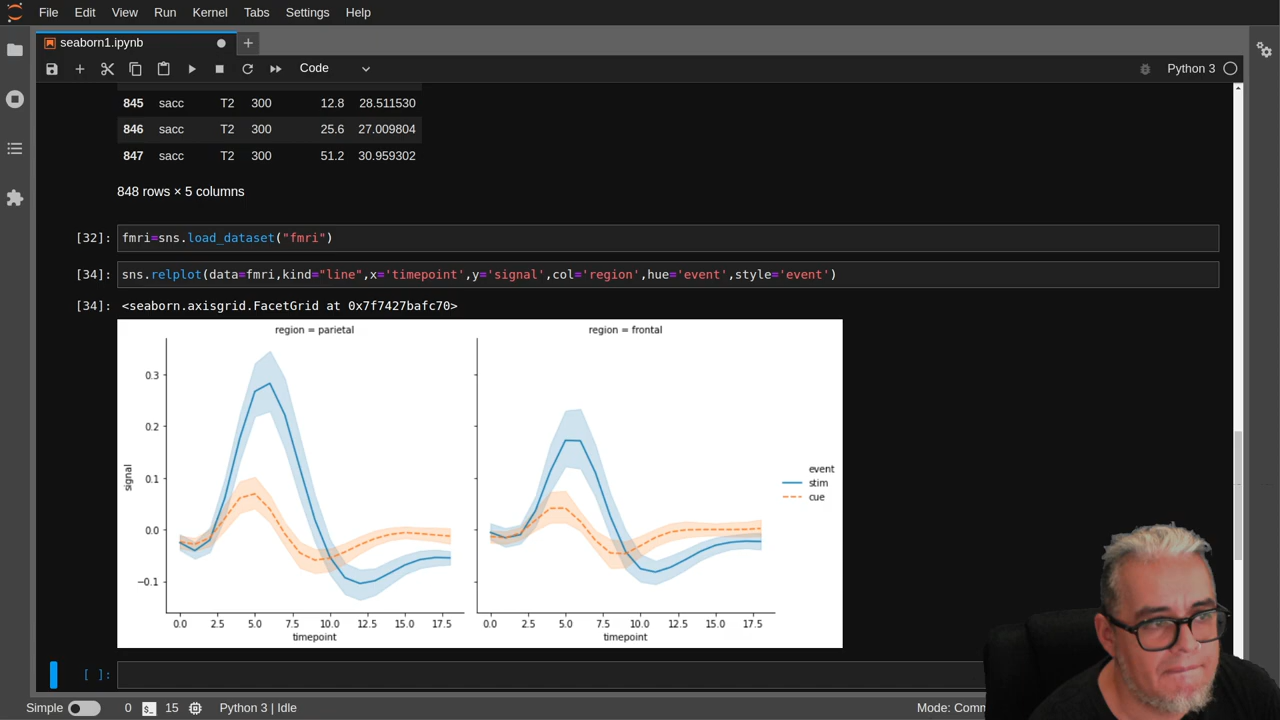 File Edit View Run Kernel Tabs Settings Help
seaborn1.ipynb
Code
Python 3
845 sacc T2 300 12.8 28.511530
846 sacc T2 300 25.6 27.009804
847 sacc T2 300 51.2 30.959302
848 rows × 5 columns
[32]: fmri=sns.load_dataset("fmri")
[34]: sns.relplot(data=fmri,kind="line",x='timepoint',y='signal',col='region',hue='event',style='event')
[34]: <seaborn.axisgrid.FacetGrid at 0x7f7427bafc70>
region = parietal region = frontal
0.3
0.2
0.1
0.0
−0.1
signal
event
stim
cue
0.0 2.5 5.0 7.5 10.0 12.5 15.0 17.5 0.0 2.5 5.0 7.5 10.0 12.5 15.0 17.5
timepoint timepoint
[ ]:
Simple 0 $_ 15 Python 3 | Idle Mode: Comm